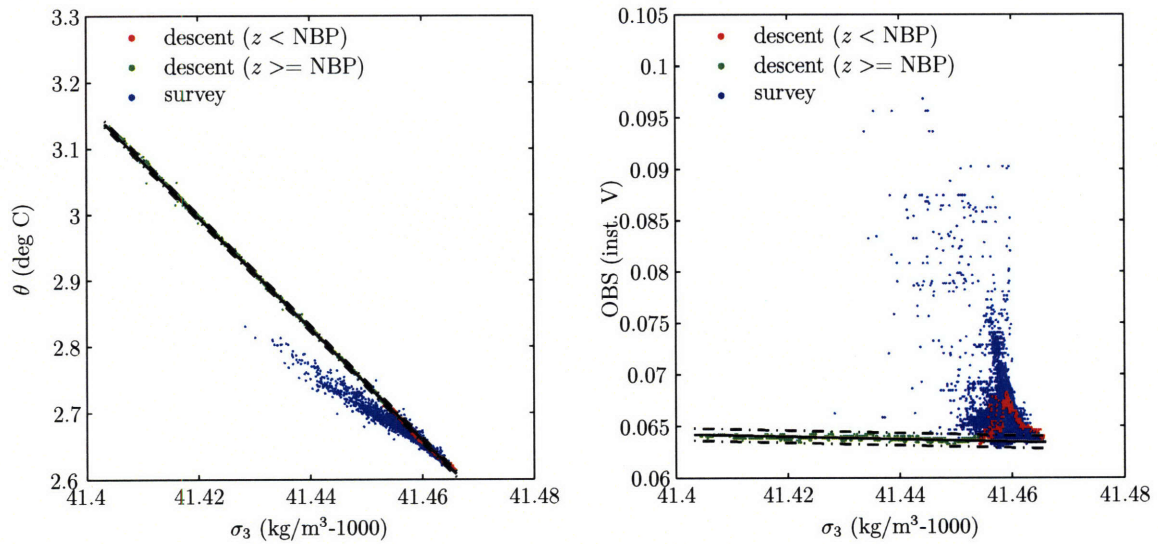 3.3
3.2
3.1
3
2.9
2.8
2.7
2.6
θ (deg C)
descent (z < NBP)
descent (z >= NBP)
survey
41.4 41.42 41.44 41.46 41.48
σ₃ (kg/m³-1000)
0.105
0.1
0.095
0.09
0.085
0.08
0.075
0.07
0.065
0.06
OBS (inst. V)
descent (z < NBP)
descent (z >= NBP)
survey
41.4 41.42 41.44 41.46 41.48
σ₃ (kg/m³-1000)